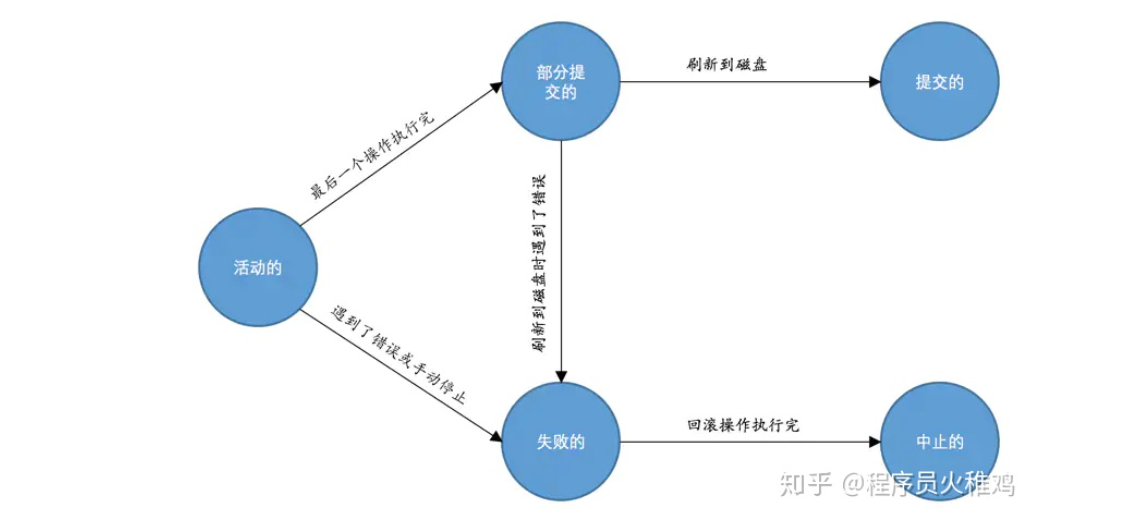 部分提
交的
刷新到磁盘
提交的
最后一个操作执行完
刷新到磁盘时遇到了错误
活动的
遇到了错误或手动停止
失败的
回滚操作执行完
中止的
知乎 @程序员火稚鸡